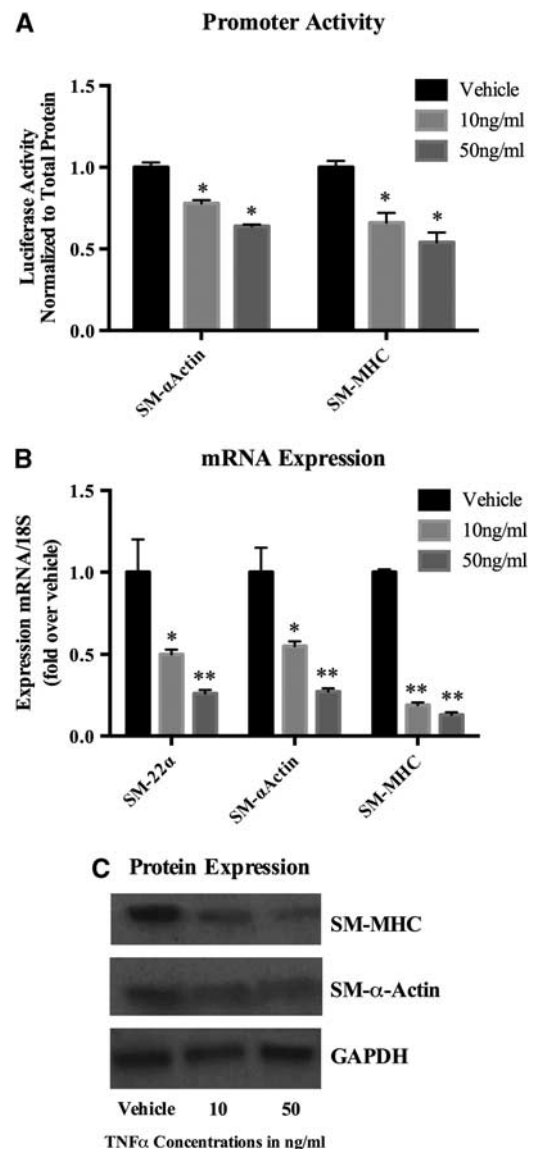 A
Promoter Activity
Luciferase Activity
Normalized to Total Protein
1.5
1.0
0.5
0.0
Vehicle
10ng/ml
50ng/ml
* * * *
SM-αActin
SM-MHC
B
mRNA Expression
Expression mRNA/18S
(fold over vehicle)
1.5
1.0
0.5
0.0
Vehicle
10ng/ml
50ng/ml
* ** * ** ** **
SM-22α
SM-αActin
SM-MHC
C Protein Expression
SM-MHC
SM-α-Actin
GAPDH
Vehicle 10 50
TNFα Concentrations in ng/ml